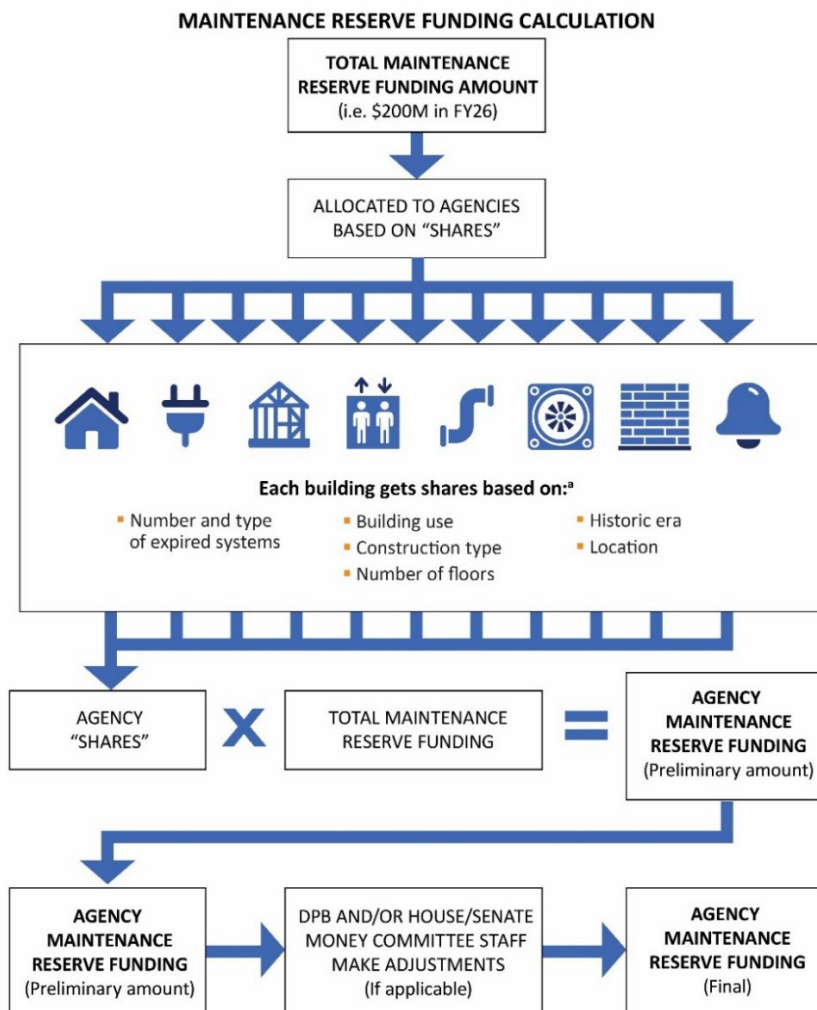 MAINTENANCE RESERVE FUNDING CALCULATION
TOTAL MAINTENANCE
RESERVE FUNDING AMOUNT
(i.e. $200M in FY26)
ALLOCATED TO AGENCIES
BASED ON “SHARES”
Each building gets shares based on:ᵃ
▪ Number and type
of expired systems
▪ Building use
▪ Construction type
▪ Number of floors
▪ Historic era
▪ Location
AGENCY
“SHARES”
X
TOTAL MAINTENANCE
RESERVE FUNDING
=
AGENCY
MAINTENANCE
RESERVE FUNDING
(Preliminary amount)
AGENCY
MAINTENANCE
RESERVE FUNDING
(Preliminary amount)
DPB AND/OR HOUSE/SENATE
MONEY COMMITTEE STAFF
MAKE ADJUSTMENTS
(If applicable)
AGENCY
MAINTENANCE
RESERVE FUNDING
(Final)